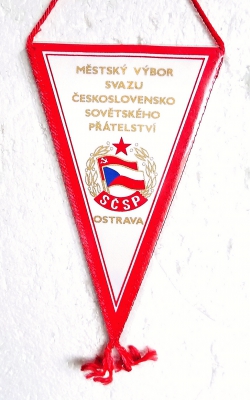 MĚSTSKÝ VÝBOR
SVAZU
ČESKOSLOVENSKO
SOVĚTSKÉHO
PŘÁTELSTVÍ
SČSP
OSTRAVA